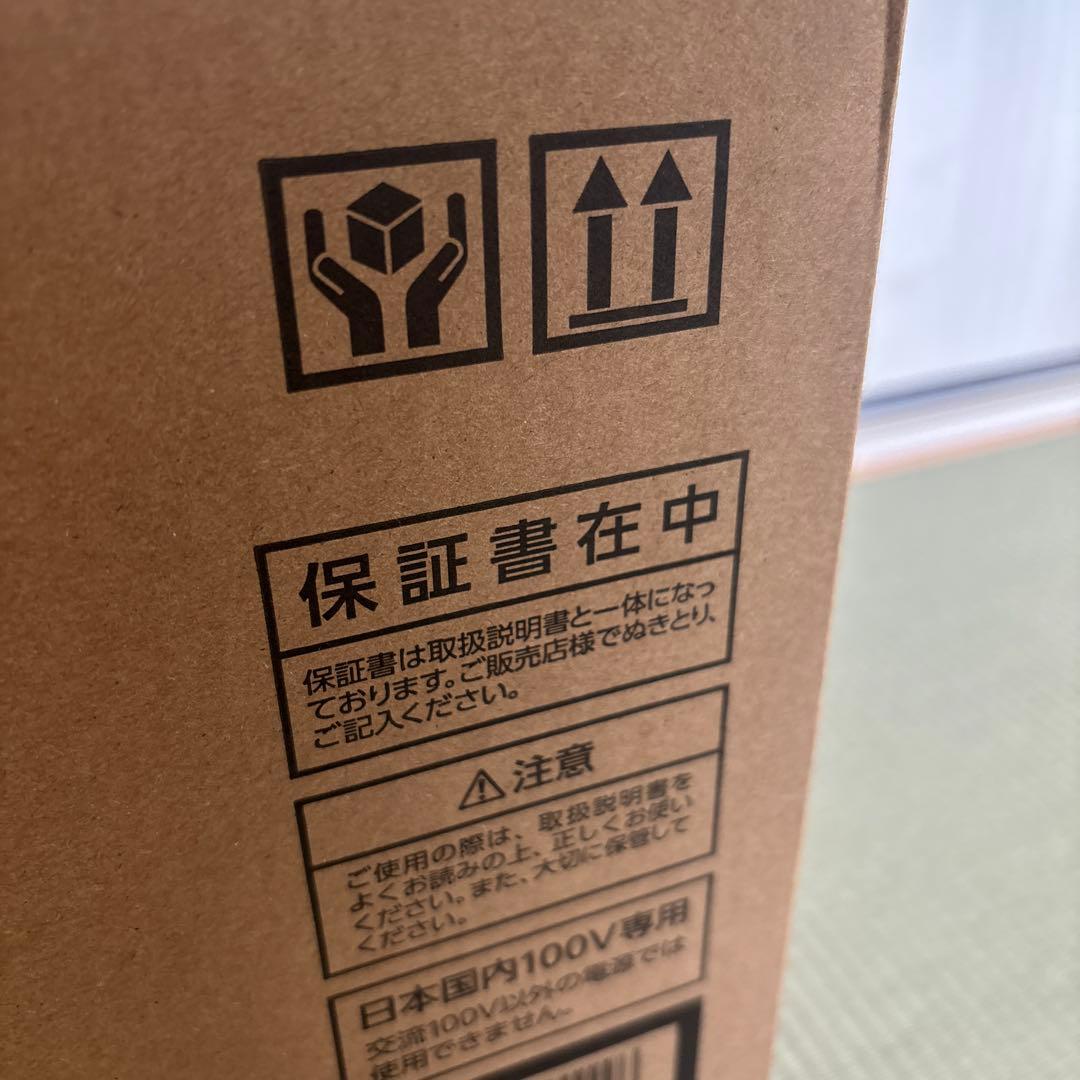 保証書在中
保証書は取扱説明書と一体になっ
ております。ご販売店様でぬきとり、
ご記入ください。
注意
ご使用の際は、取扱説明書を
よくお読みの上、正しくお使い
ください。また、大切に保管して
ください。
日本国内100V専用
交流100V以外の電源では
使用できません。